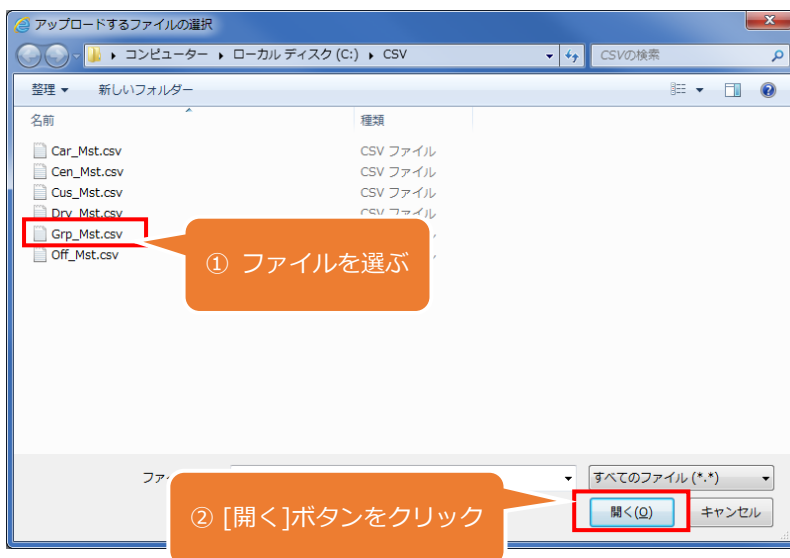 アップロードするファイルの選択
コンピューター ▸ ローカル ディスク (C:) ▸ CSV
CSVの検索
整理 ▼ 新しいフォルダー
名前 種類
Car_Mst.csv CSV ファイル
Cen_Mst.csv CSV ファイル
Cus_Mst.csv CSV ファイル
Drv_Mst.csv CSV ファイル
Grp_Mst.csv
Off_Mst.csv
① ファイルを選ぶ
すべてのファイル (*.*)
② [開く]ボタンをクリック
開く(O) キャンセル